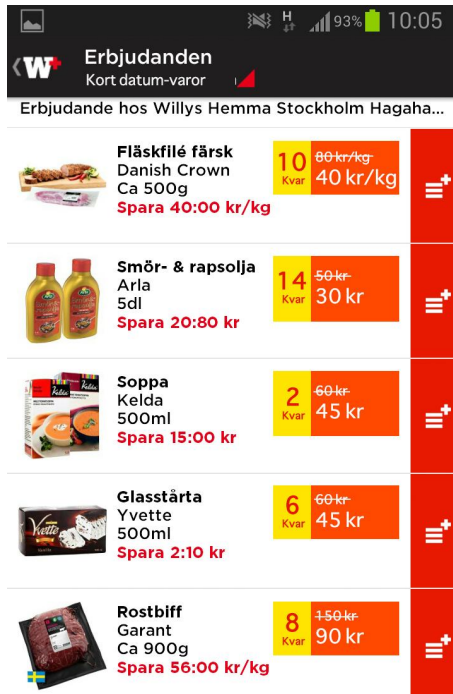 H 93% 10:05
W+
Erbjudanden
Kort datum-varor
Erbjudande hos Willys Hemma Stockholm Hagaha...
Fläskfilé färsk
Danish Crown
Ca 500g
Spara 40:00 kr/kg
10
Kvar
80 kr/kg
40 kr/kg
Smör- & rapsolja
Arla
5dl
Spara 20:80 kr
14
Kvar
50 kr
30 kr
Kelda
Soppa
Kelda
500ml
Spara 15:00 kr
2
Kvar
60 kr
45 kr
Yvette
Glasstårta
Yvette
500ml
Spara 2:10 kr
6
Kvar
60 kr
45 kr
Rostbiff
Garant
Ca 900g
Spara 56:00 kr/kg
8
Kvar
150 kr
90 kr